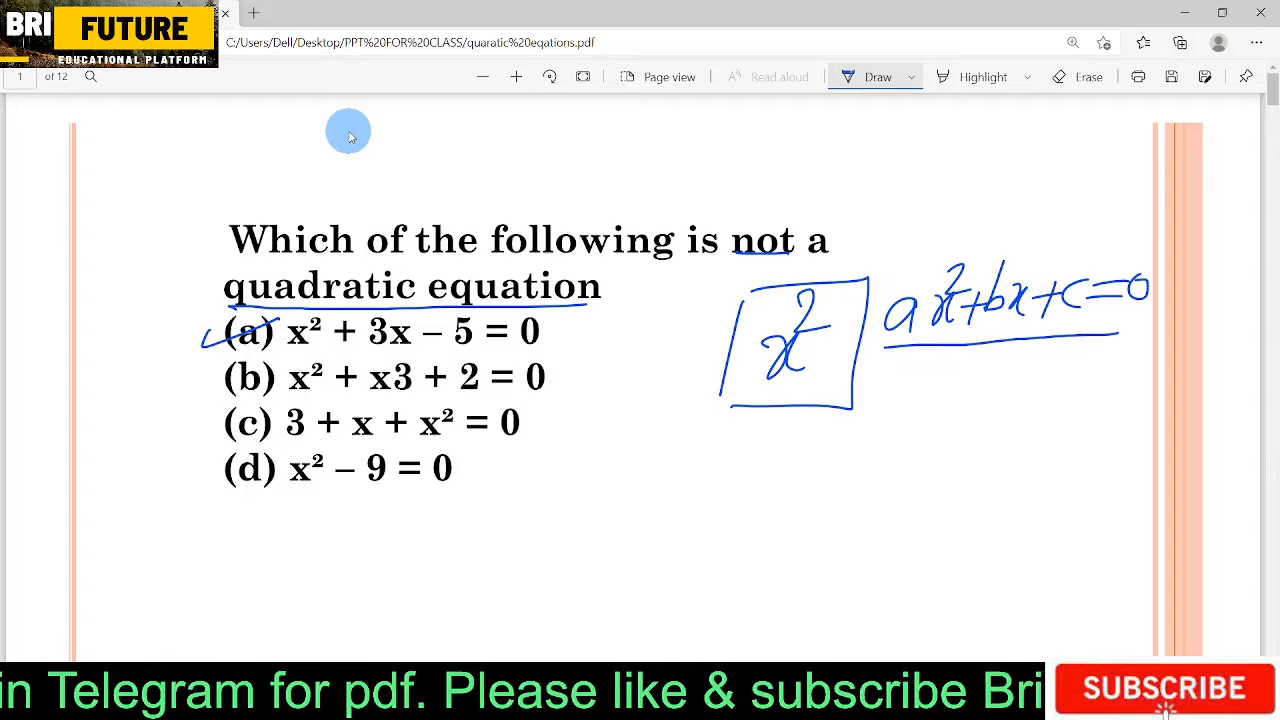 BRI FUTURE
EDUCATIONAL PLATFORM
C:/Users/Dell/Desktop/PPT%20FOR%20CLASS/quaratic%20eqations.pdf
1 of 12 Page view Read aloud Draw Highlight Erase
Which of the following is not a
quadratic equation
(a) x² + 3x – 5 = 0
(b) x² + x3 + 2 = 0
(c) 3 + x + x² = 0
(d) x² – 9 = 0
x²
ax²+bx+c=0
in Telegram for pdf. Please like & subscribe Bri
SUBSCRIBE